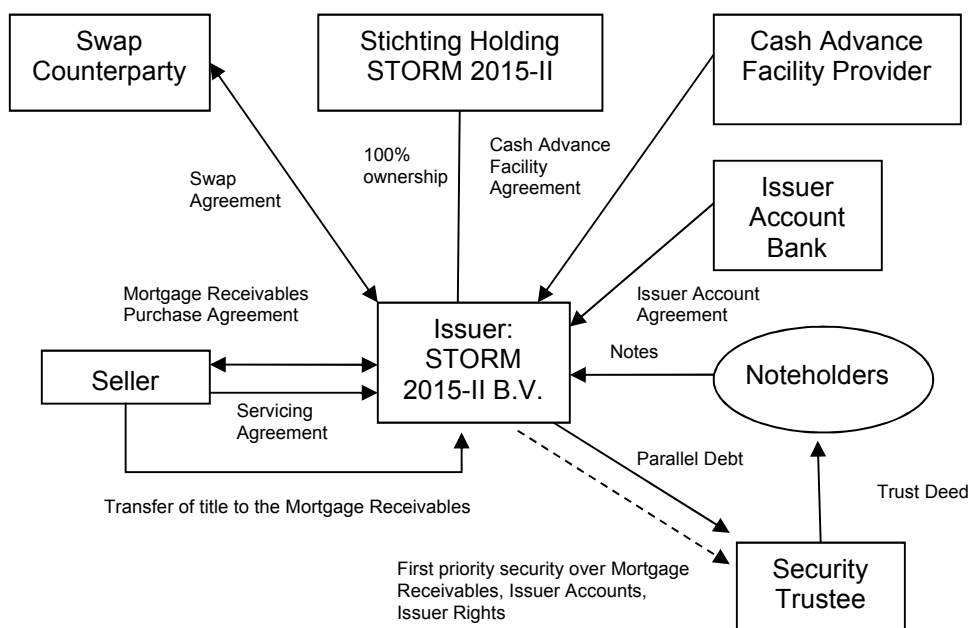 Swap
Counterparty
Stichting Holding
STORM 2015-II
Cash Advance
Facility Provider
100%
ownership
Cash Advance
Facility
Agreement
Swap
Agreement
Issuer
Account
Bank
Mortgage Receivables
Purchase Agreement
Issuer:
STORM
2015-II B.V.
Issuer Account
Agreement
Seller
Notes
Noteholders
Servicing
Agreement
Parallel Debt
Trust Deed
Transfer of title to the Mortgage Receivables
First priority security over Mortgage
Receivables, Issuer Accounts,
Issuer Rights
Security
Trustee